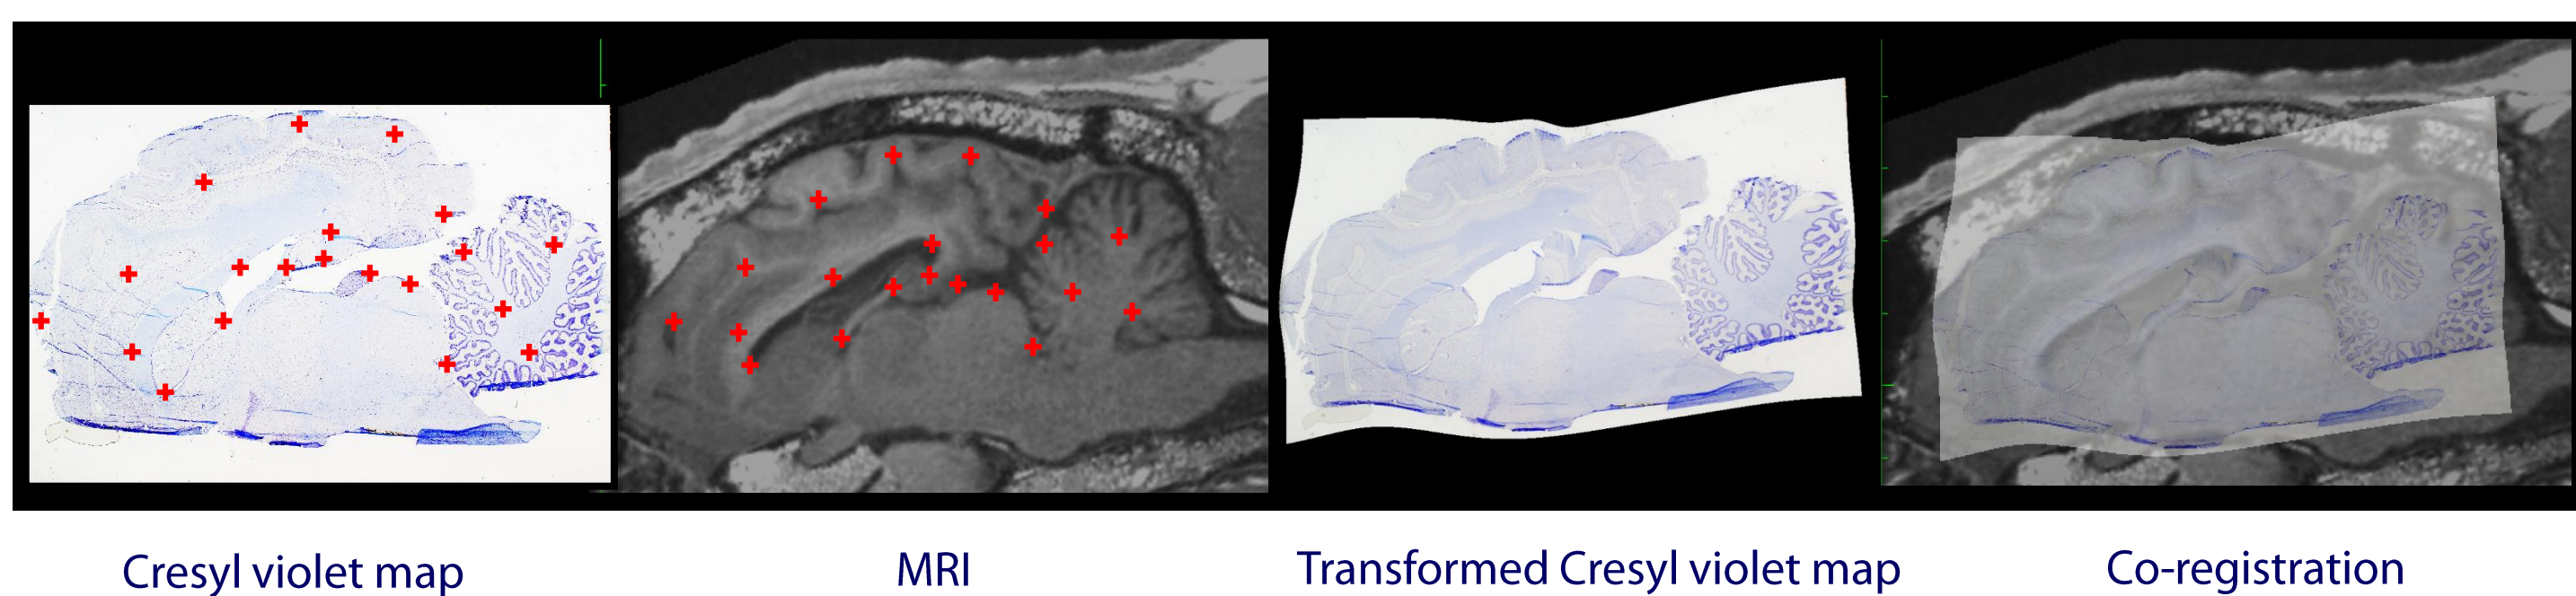 Cresyl violet map
MRI
Transformed Cresyl violet map
Co-registration